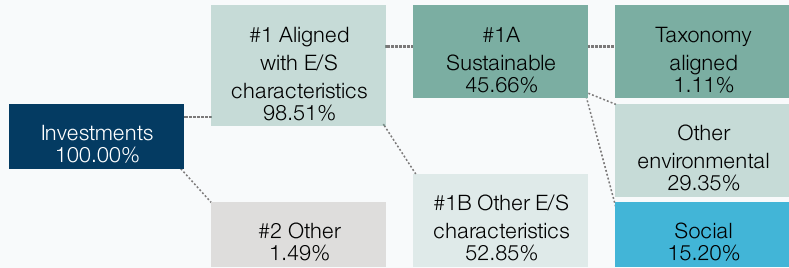 Investments
100.00%
#1 Aligned
with E/S
characteristics
98.51%
#2 Other
1.49%
#1A
Sustainable
45.66%
#1B Other E/S
characteristics
52.85%
Taxonomy
aligned
1.11%
Other
environmental
29.35%
Social
15.20%